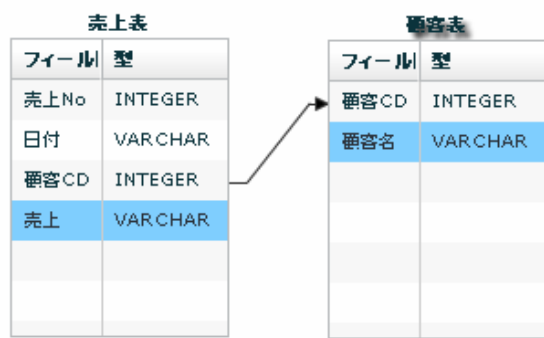 売上表
フィール 型
売上No INTEGER
日付 VARCHAR
顧客CD INTEGER
売上 VARCHAR
顧客表
フィール 型
顧客CD INTEGER
顧客名 VARCHAR